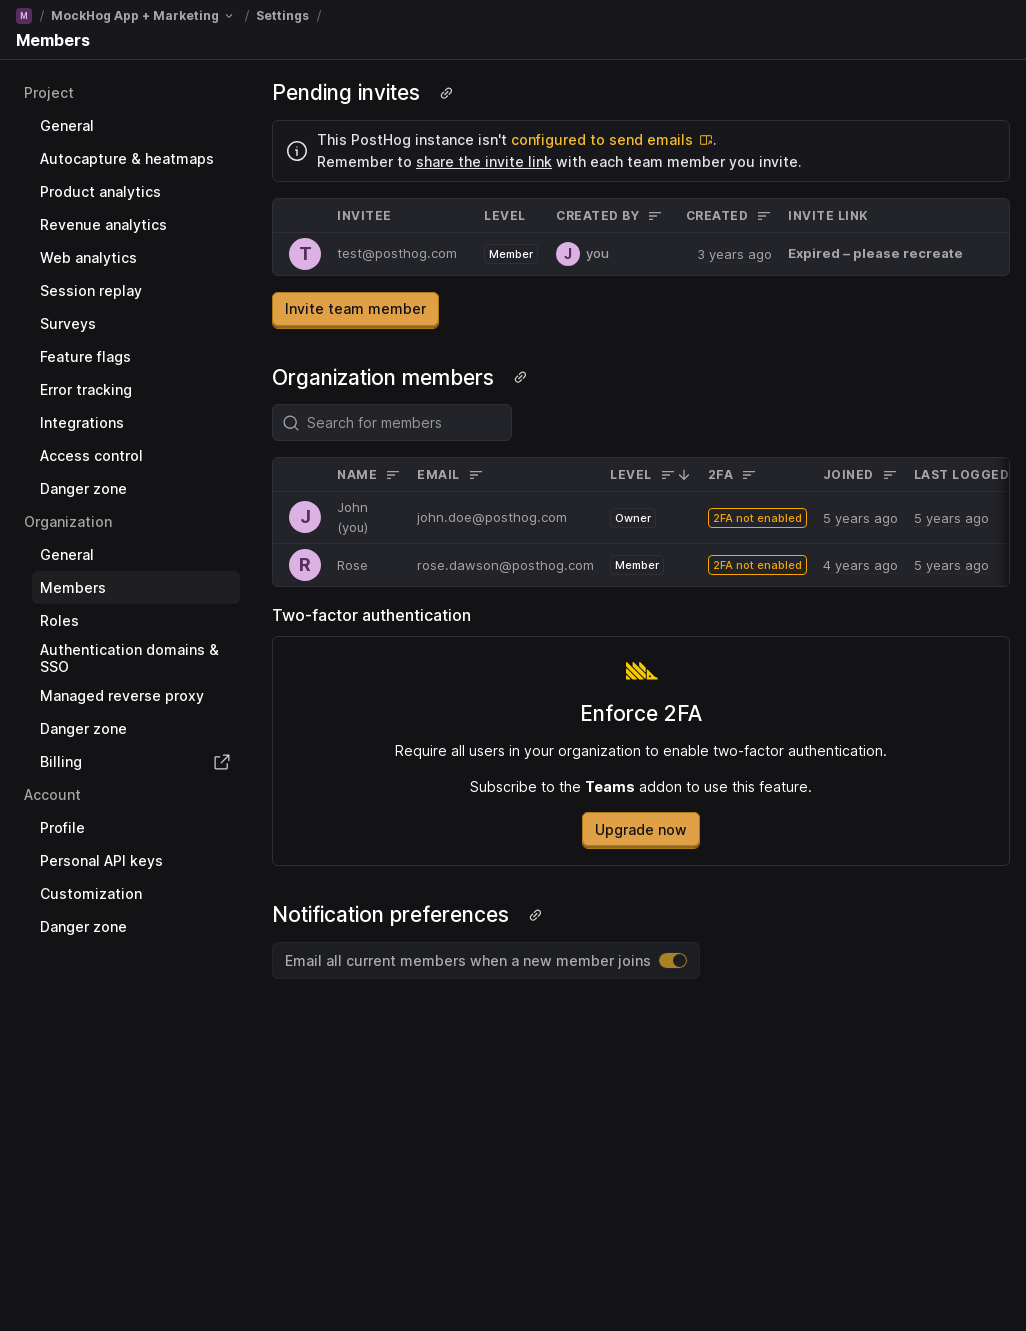 M / MockHog App + Marketing / Settings /
Members
Project
General
Autocapture & heatmaps
Product analytics
Revenue analytics
Web analytics
Session replay
Surveys
Feature flags
Error tracking
Integrations
Access control
Danger zone
Organization
General
Members
Roles
Authentication domains &
SSO
Managed reverse proxy
Danger zone
Billing
Account
Profile
Personal API keys
Customization
Danger zone
Pending invites
This PostHog instance isn't configured to send emails.
Remember to share the invite link with each team member you invite.
INVITEE LEVEL CREATED BY CREATED INVITE LINK
T test@posthog.com Member J you 3 years ago Expired – please recreate
Invite team member
Organization members
Search for members
NAME EMAIL LEVEL 2FA JOINED LAST LOGGED
J John (you) john.doe@posthog.com Owner 2FA not enabled 5 years ago 5 years ago
R Rose rose.dawson@posthog.com Member 2FA not enabled 4 years ago 5 years ago
Two-factor authentication
Enforce 2FA
Require all users in your organization to enable two-factor authentication.
Subscribe to the Teams addon to use this feature.
Upgrade now
Notification preferences
Email all current members when a new member joins